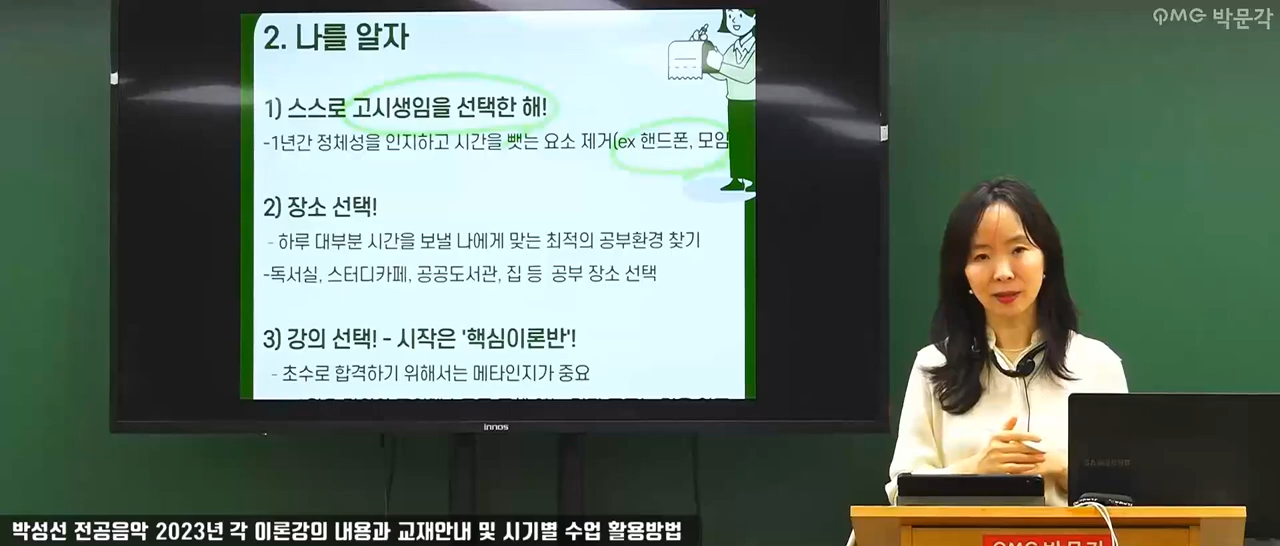 PMG 박문각
2. 나를 알자
1) 스스로 고시생임을 선택한 해!
-1년간 정체성을 인지하고 시간을 뺏는 요소 제거(ex 핸드폰, 모임
2) 장소 선택!
- 하루 대부분 시간을 보낼 나에게 맞는 최적의 공부환경 찾기
-독서실, 스터디카페, 공공도서관, 집 등 공부 장소 선택
3) 강의 선택! - 시작은 '핵심이론반'!
- 초수로 합격하기 위해서는 메타인지가 중요
innos
SAMSUNG
PMG 박문각
박성선 전공음악 2023년 각 이론강의 내용과 교재안내 및 시기별 수업 활용방법